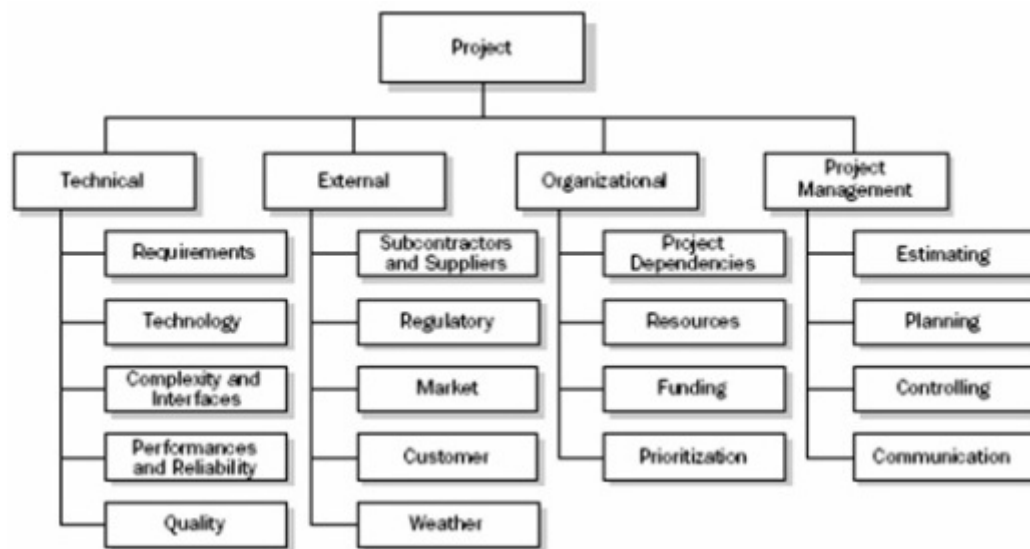 Project
Technical
External
Organizational
Project
Management
Requirements
Technology
Complexity and
Interfaces
Performances
and Reliability
Quality
Subcontractors
and Suppliers
Regulatory
Market
Customer
Weather
Project
Dependencies
Resources
Funding
Prioritization
Estimating
Planning
Controlling
Communication